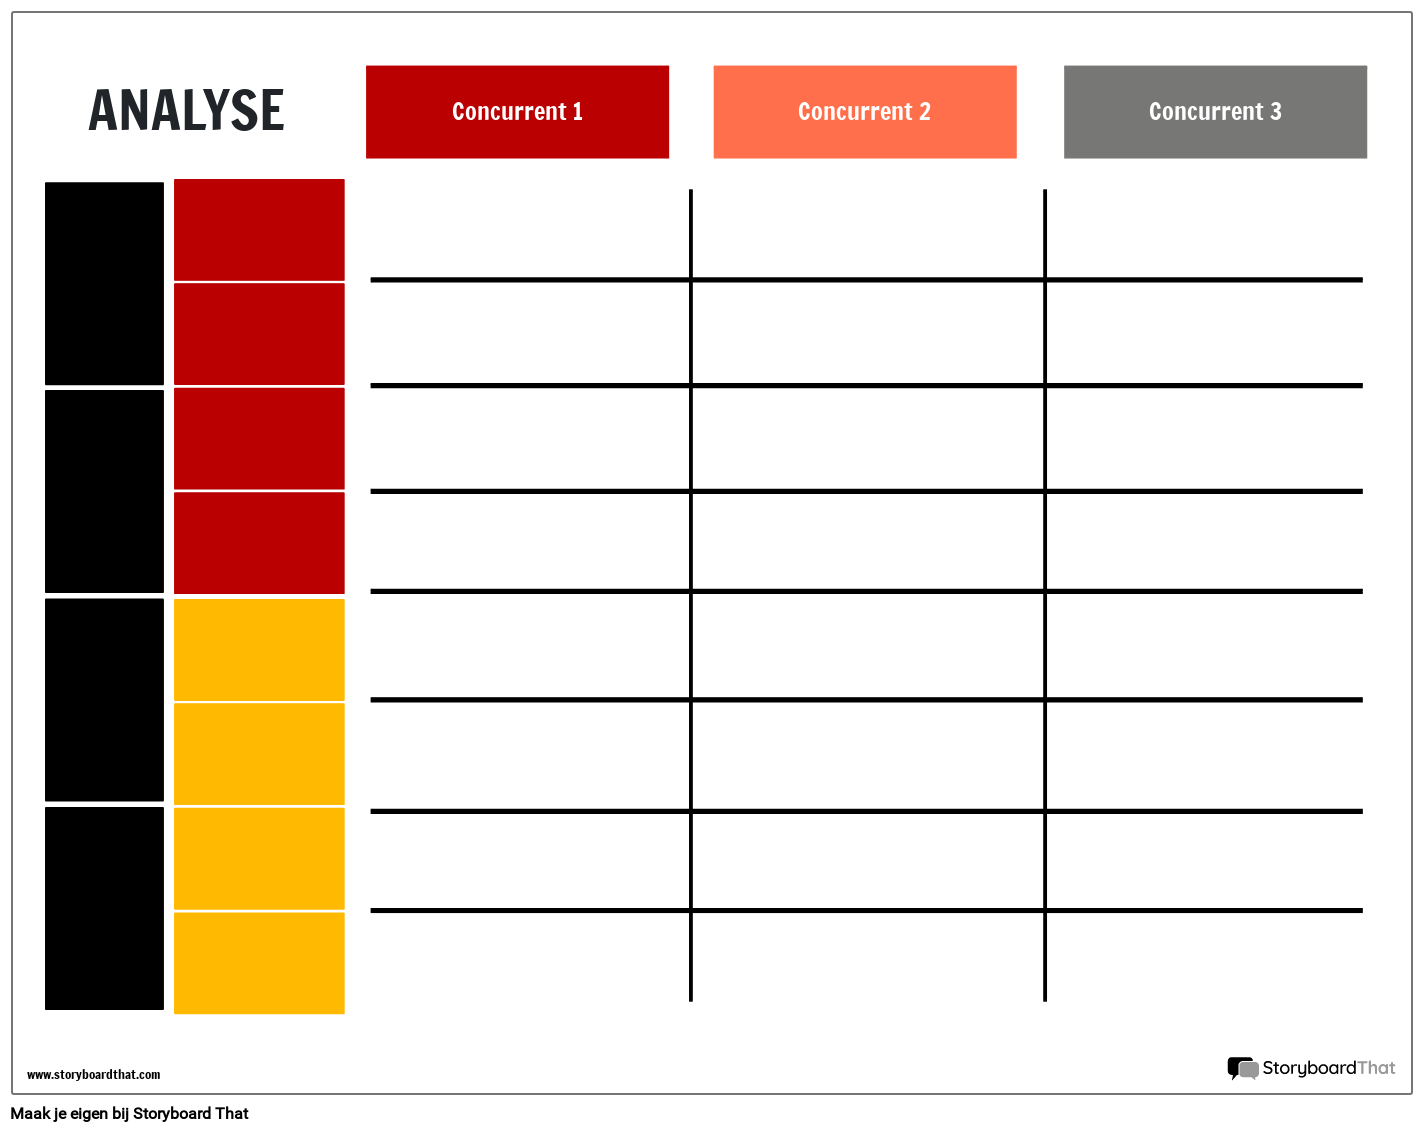 ANALYSE
Concurrent 1
Concurrent 2
Concurrent 3
www.storyboardthat.com
StoryboardThat
Maak je eigen bij Storyboard That